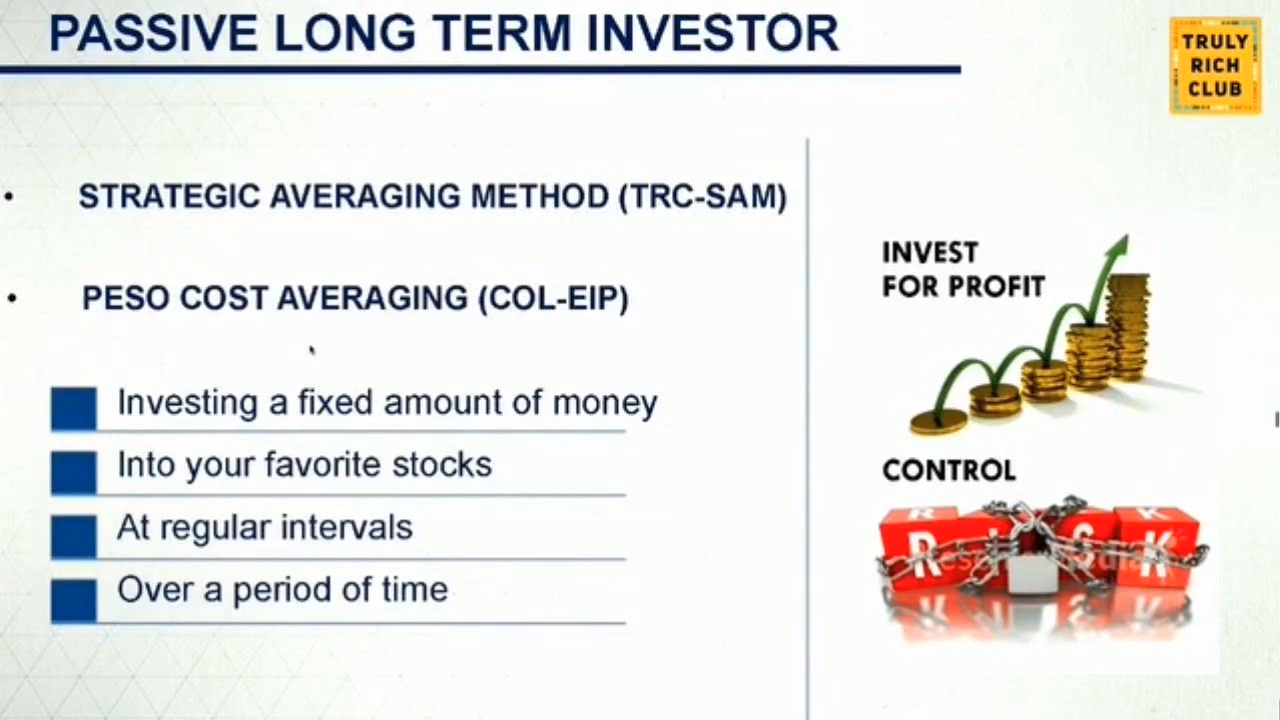 PASSIVE LONG TERM INVESTOR
TRULY
RICH
CLUB
• STRATEGIC AVERAGING METHOD (TRC-SAM)
• PESO COST AVERAGING (COL-EIP)
Investing a fixed amount of money
Into your favorite stocks
At regular intervals
Over a period of time
INVEST
FOR PROFIT
CONTROL